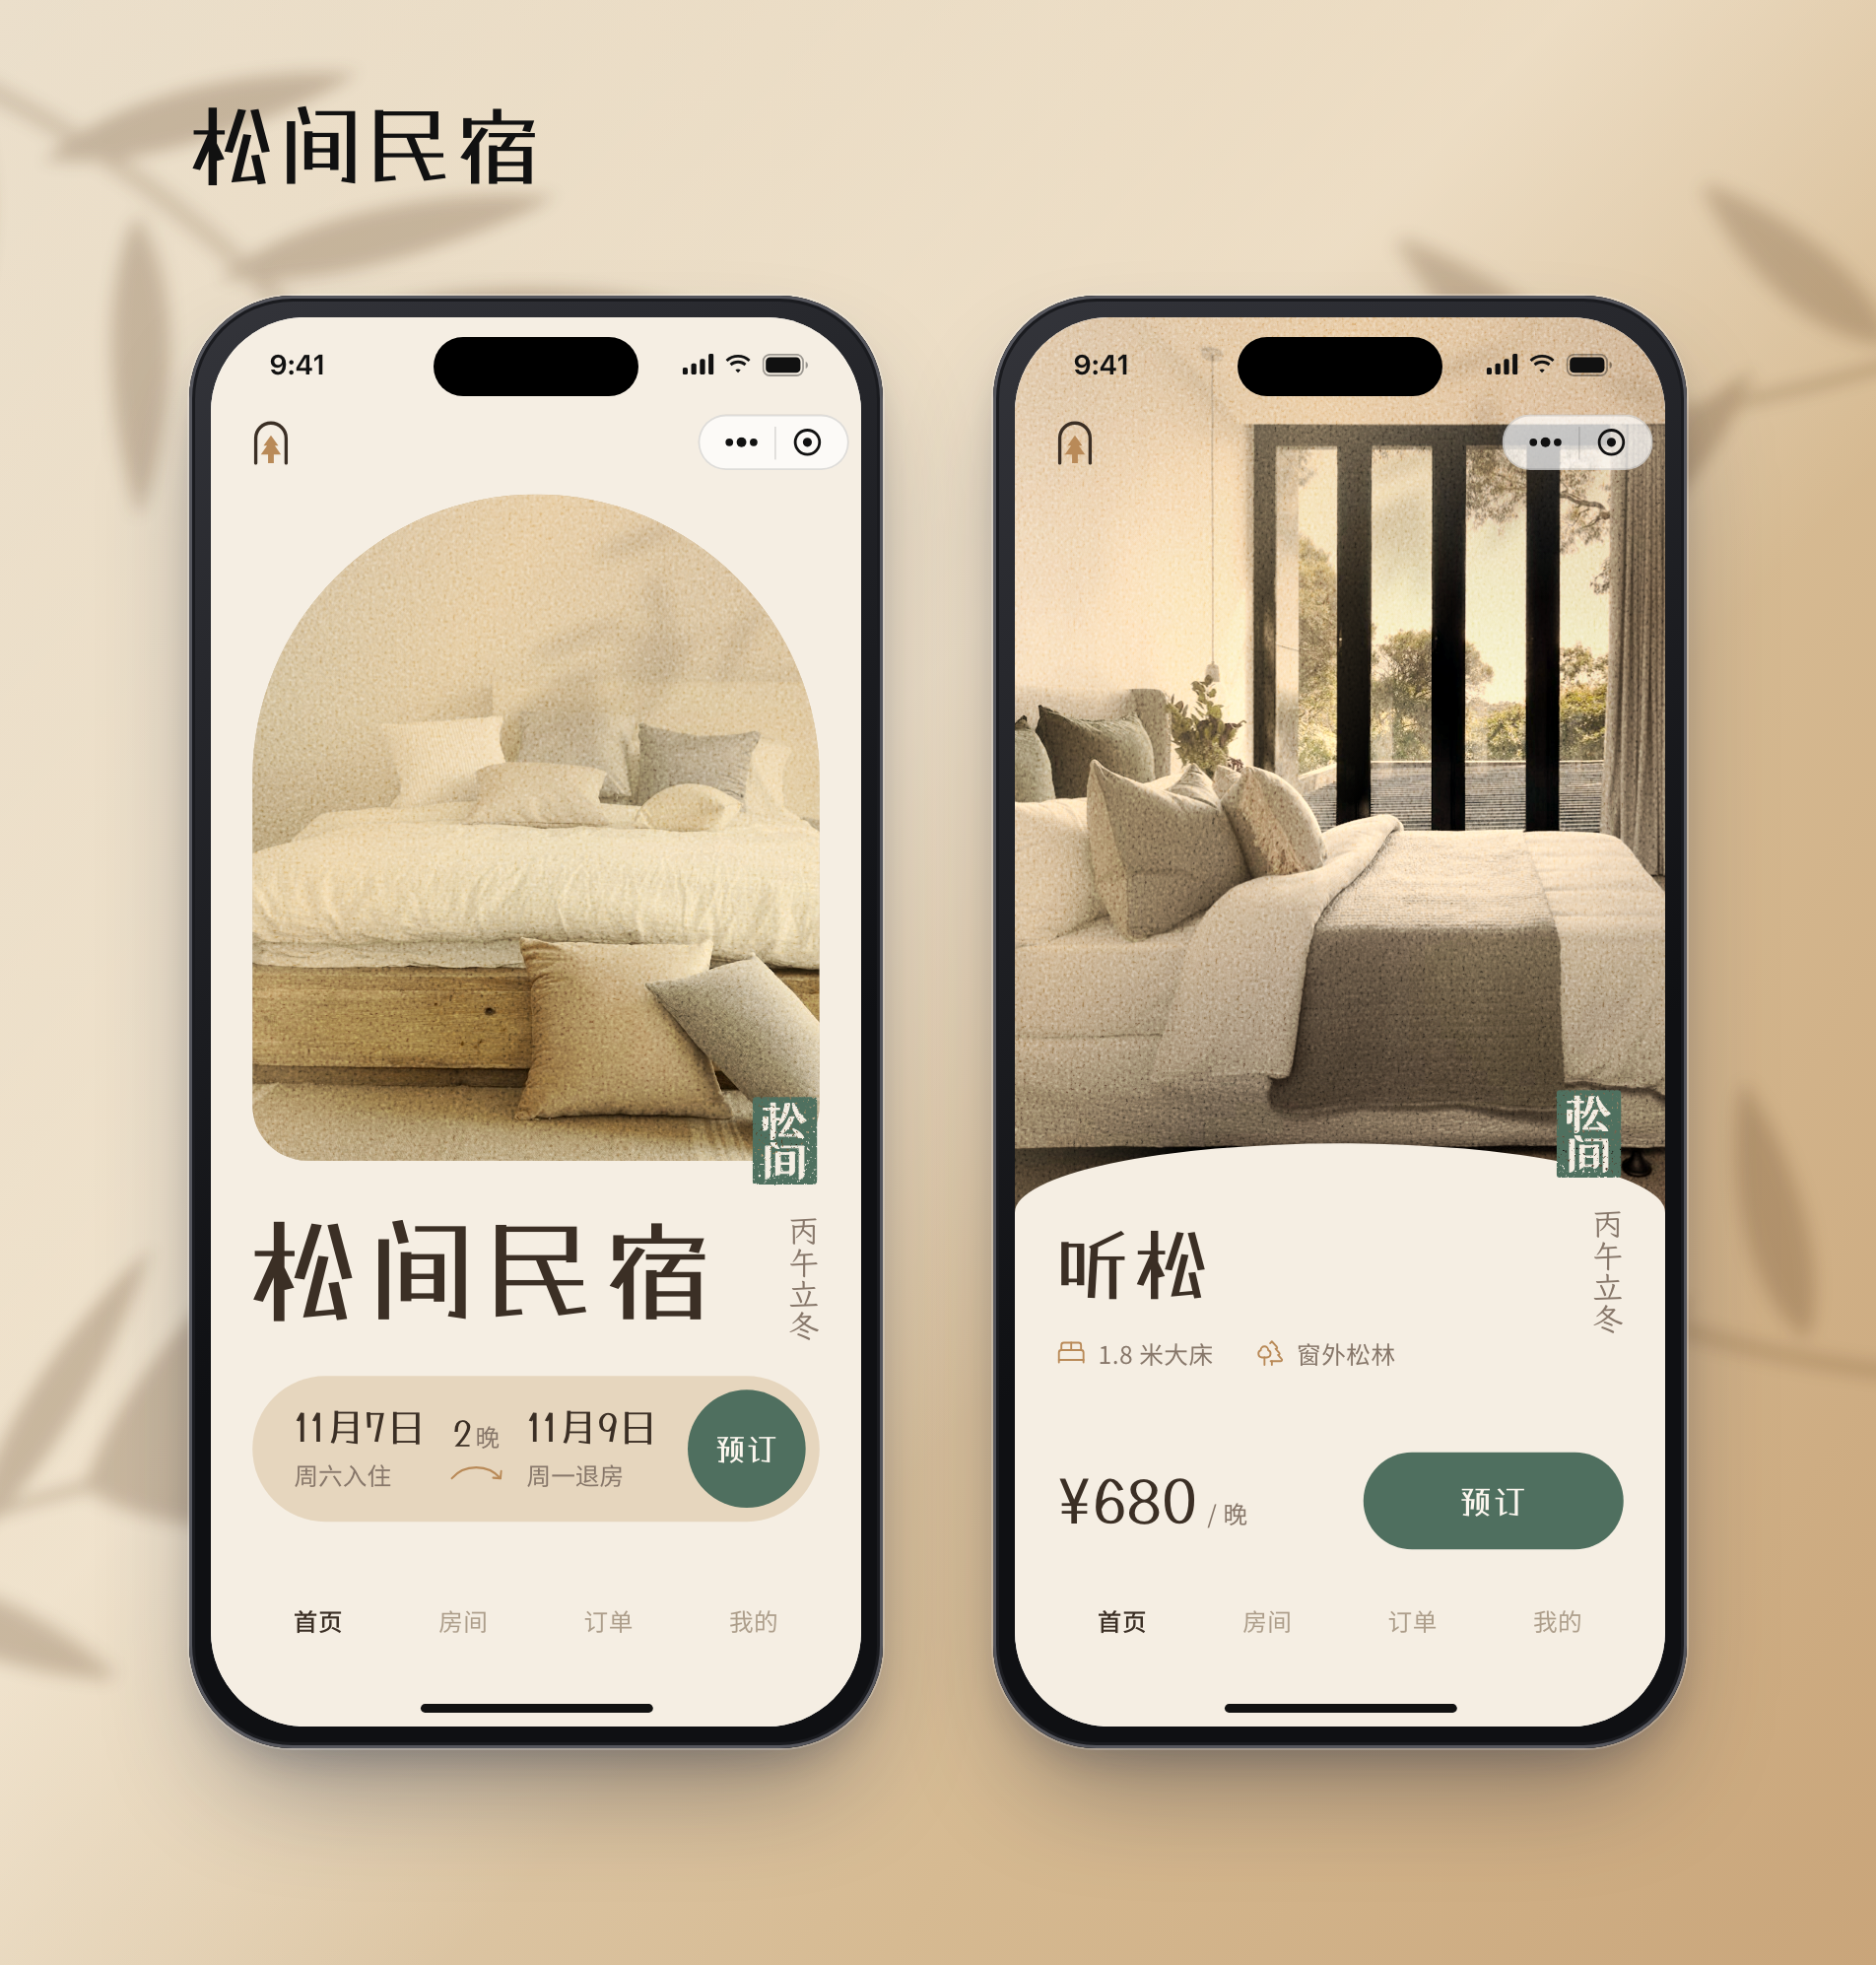 松间民宿
9:41
松间
松间民宿
丙午立冬
11月7日 2晚 11月9日
周六入住 周一退房
预订
首页 房间 订单 我的
9:41
松间
听松
丙午立冬
1.8 米大床 窗外松林
¥680 / 晚
预订
首页 房间 订单 我的